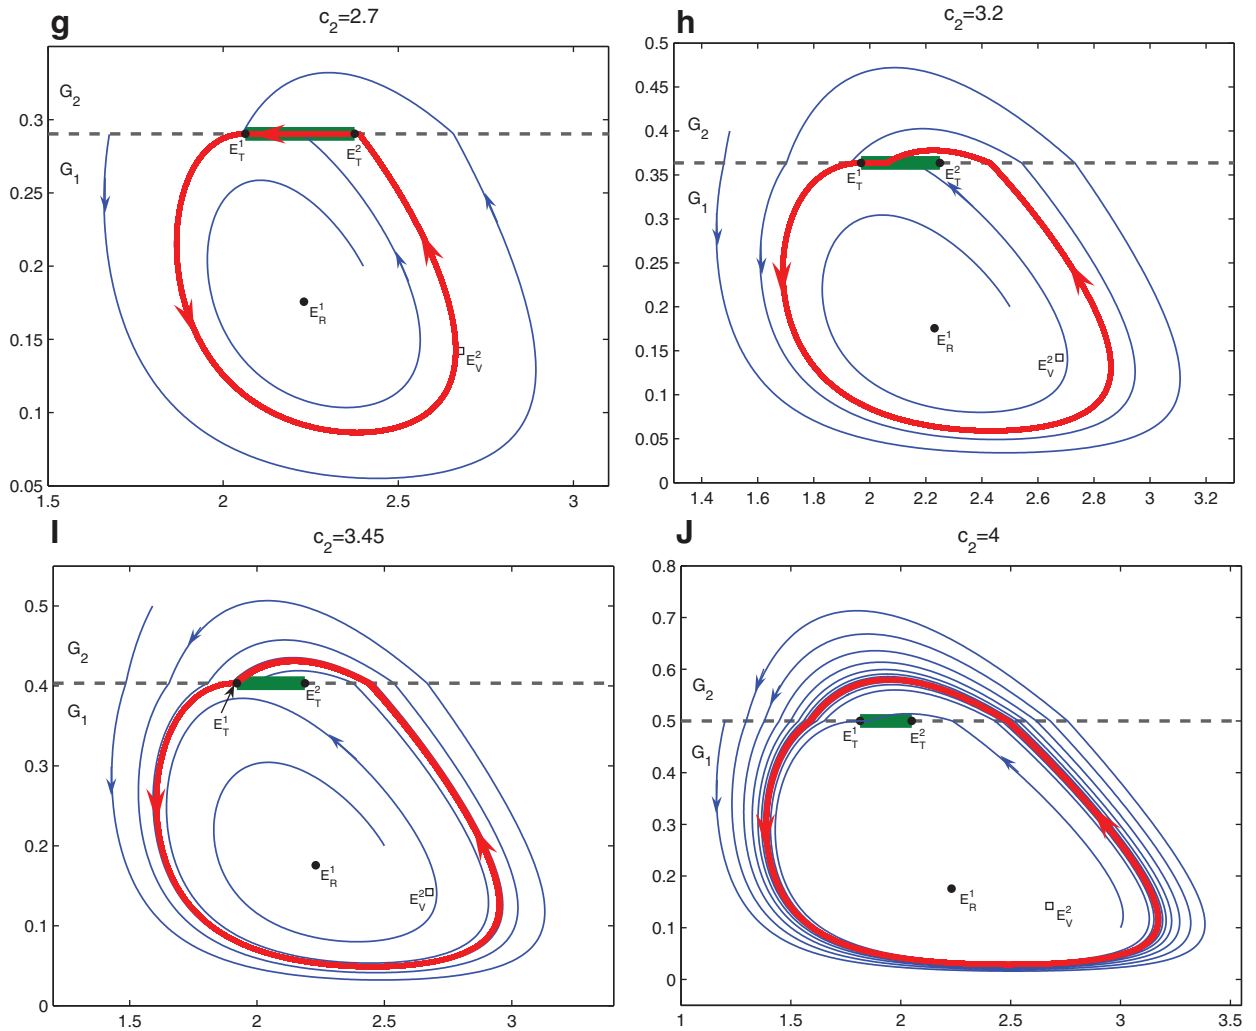 g
c2=2.7
0.3
0.25
0.2
0.15
0.1
0.05
1.5 2 2.5 3
G2
G1
E1T
E2T
E1R
E2V
h
c2=3.2
0.5
0.45
0.4
0.35
0.3
0.25
0.2
0.15
0.1
0.05
0
1.4 1.6 1.8 2 2.2 2.4 2.6 2.8 3 3.2
G2
G1
E1T
E2T
E1R
E2V
I
c2=3.45
0.5
0.4
0.3
0.2
0.1
0
1.5 2 2.5 3
G2
G1
E1T
E2T
E1R
E2V
J
c2=4
0.8
0.7
0.6
0.5
0.4
0.3
0.2
0.1
0
1 1.5 2 2.5 3 3.5
G2
G1
E1T
E2T
E1R
E2V